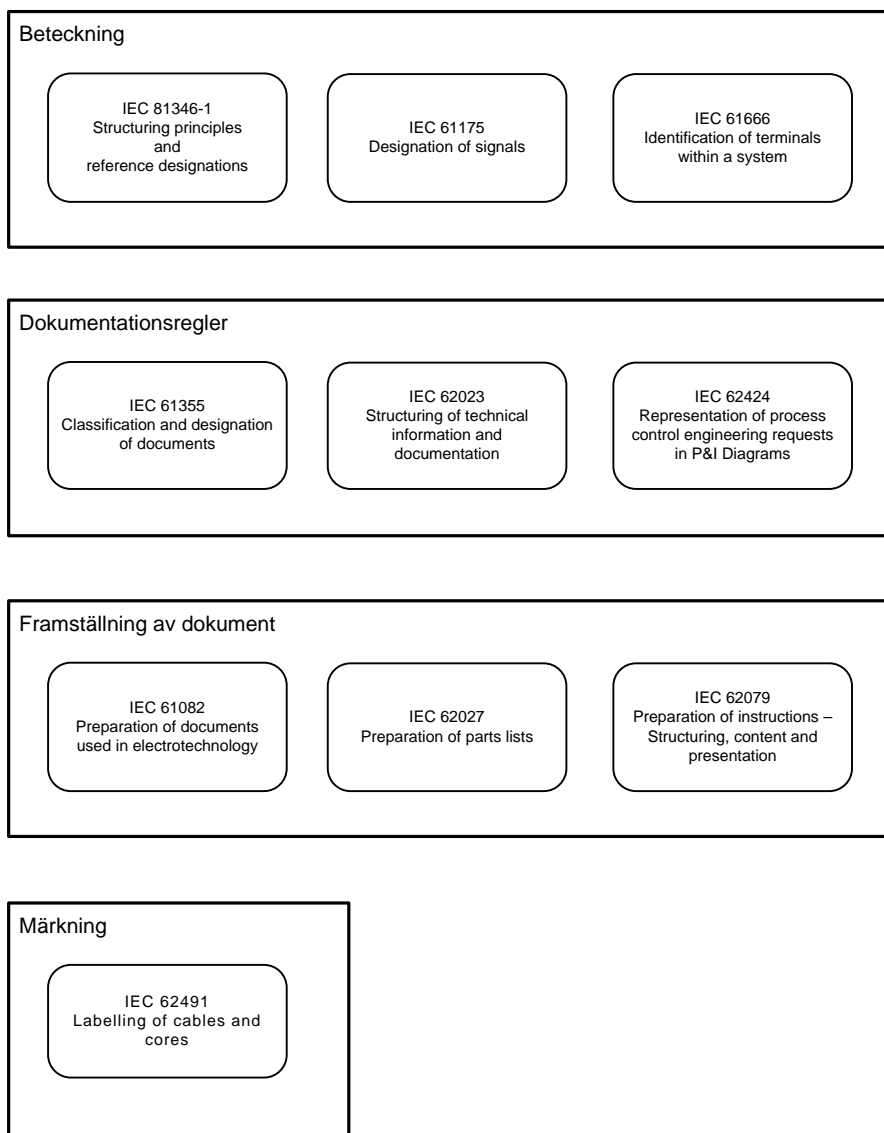 Beteckning
IEC 81346-1
Structuring principles
and
reference designations
IEC 61175
Designation of signals
IEC 61666
Identification of terminals
within a system
Dokumentationsregler
IEC 61355
Classification and designation
of documents
IEC 62023
Structuring of technical
information and
documentation
IEC 62424
Representation of process
control engineering requests
in P&I Diagrams
Framställning av dokument
IEC 61082
Preparation of documents
used in electrotechnology
IEC 62027
Preparation of parts lists
IEC 62079
Preparation of instructions –
Structuring, content and
presentation
Märkning
IEC 62491
Labelling of cables and
cores